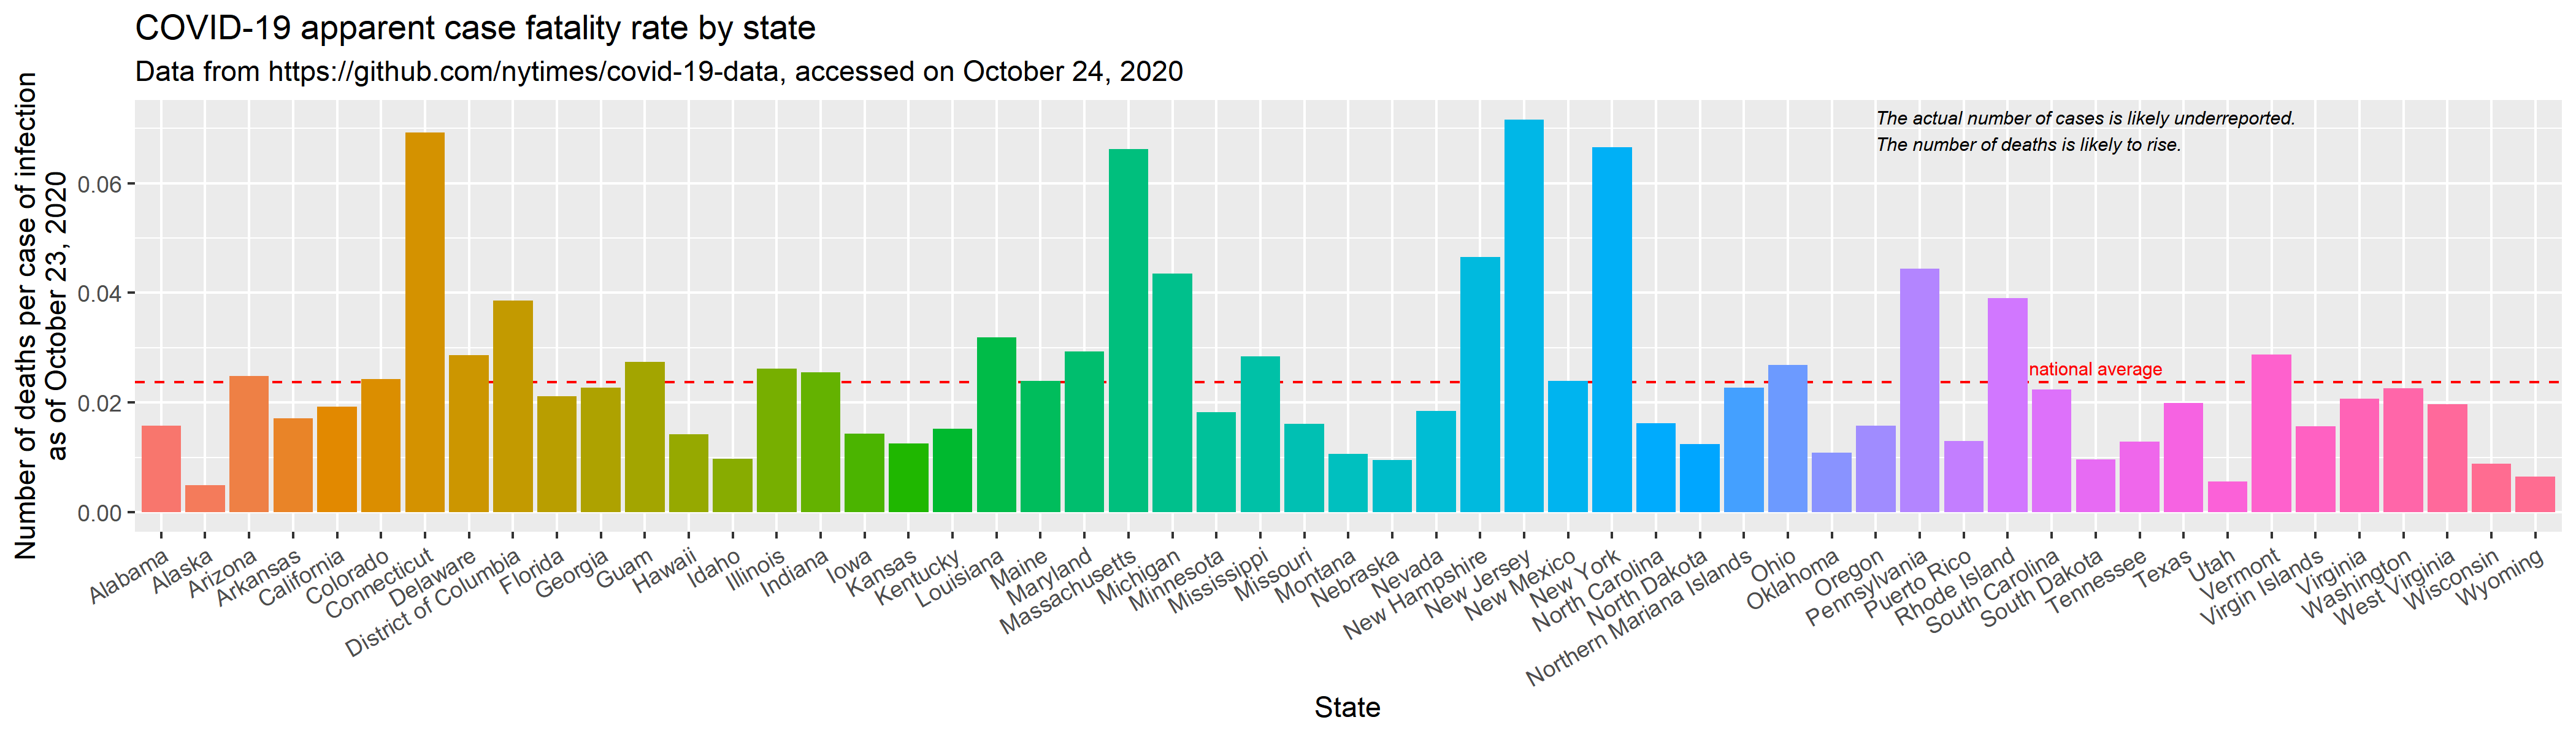 COVID-19 apparent case fatality rate by state
Data from https://github.com/nytimes/covid-19-data, accessed on October 24, 2020
Number of deaths per case of infection
as of October 23, 2020
0.06
0.04
0.02
0.00
The actual number of cases is likely underreported.
The number of deaths is likely to rise.
national average
Alabama
Alaska
Arizona
Arkansas
California
Colorado
Connecticut
Delaware
District of Columbia
Florida
Georgia
Guam
Hawaii
Idaho
Illinois
Indiana
Iowa
Kansas
Kentucky
Louisiana
Maine
Maryland
Massachusetts
Michigan
Minnesota
Mississippi
Missouri
Montana
Nebraska
Nevada
New Hampshire
New Jersey
New Mexico
New York
North Carolina
North Dakota
Northern Mariana Islands
Ohio
Oklahoma
Oregon
Pennsylvania
Puerto Rico
Rhode Island
South Carolina
South Dakota
Tennessee
Texas
Utah
Vermont
Virgin Islands
Virginia
Washington
West Virginia
Wisconsin
Wyoming
State